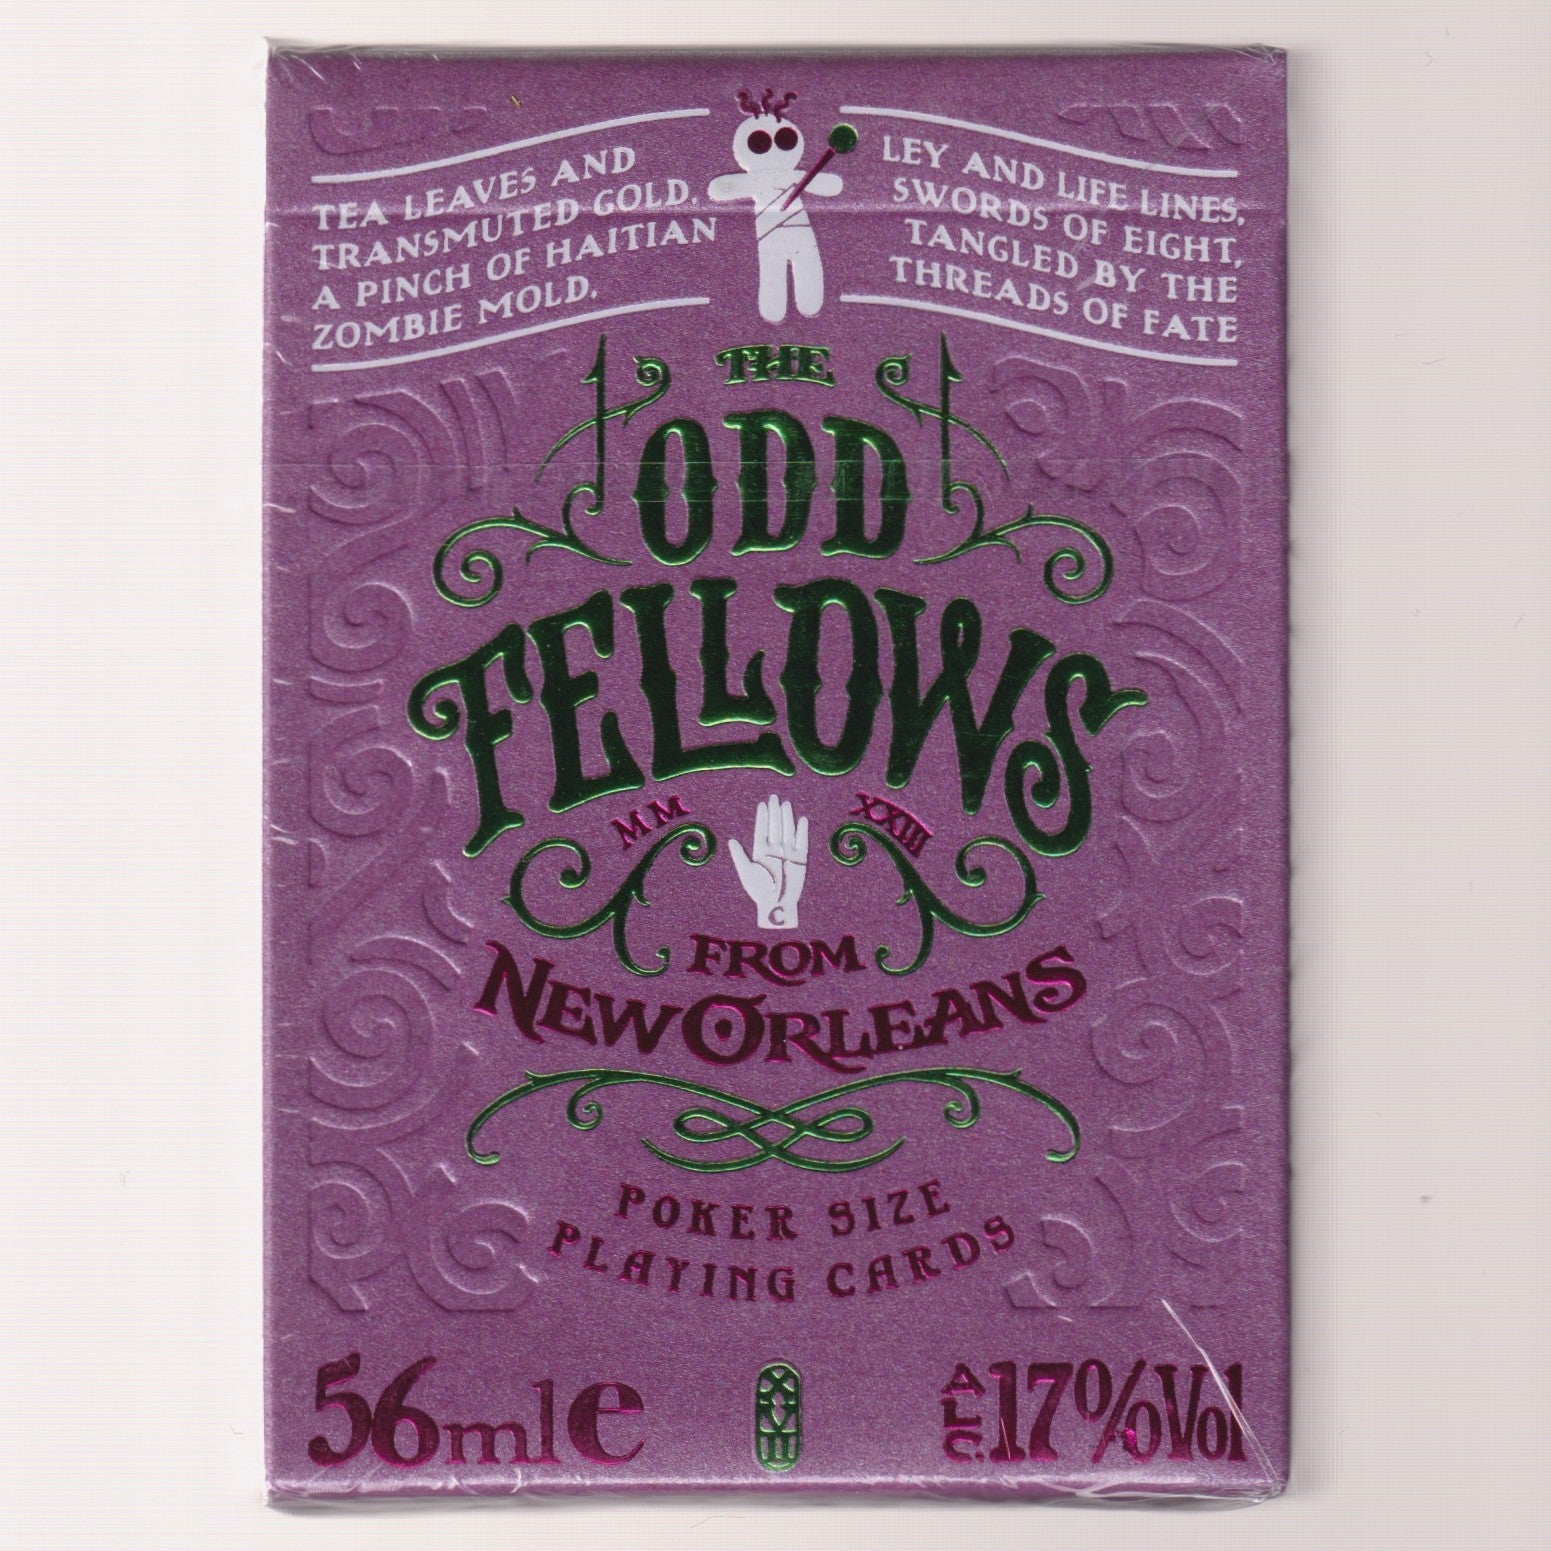 TEA LEAVES AND
TRANSMUTED GOLD,
A PINCH OF HAITIAN
ZOMBIE MOLD.
LEY AND LIFE LINES,
SWORDS OF EIGHT,
TANGLED BY THE
THREADS OF FATE
THE
ODD
FELLOWS
MM
XXIII
C
FROM
NEW ORLEANS
POKER SIZE
PLAYING CARDS
56ml e
ALC. 17%Vol